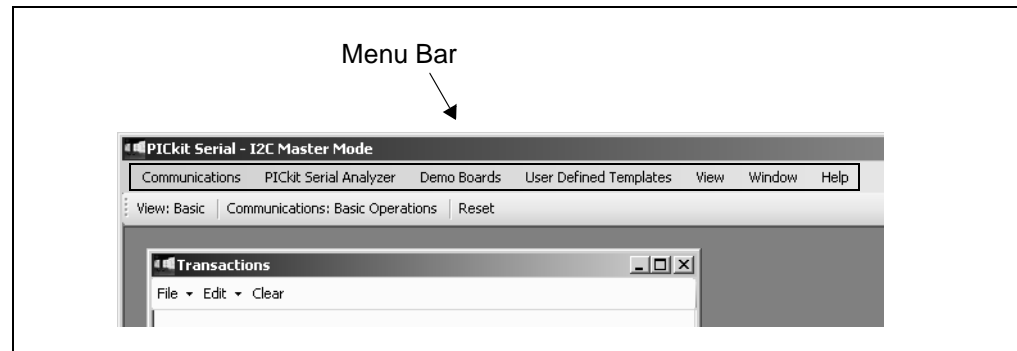 Menu Bar
PICkit Serial - I2C Master Mode
Communications PICkit Serial Analyzer Demo Boards User Defined Templates View Window Help
View: Basic Communications: Basic Operations Reset
Transactions
File Edit Clear